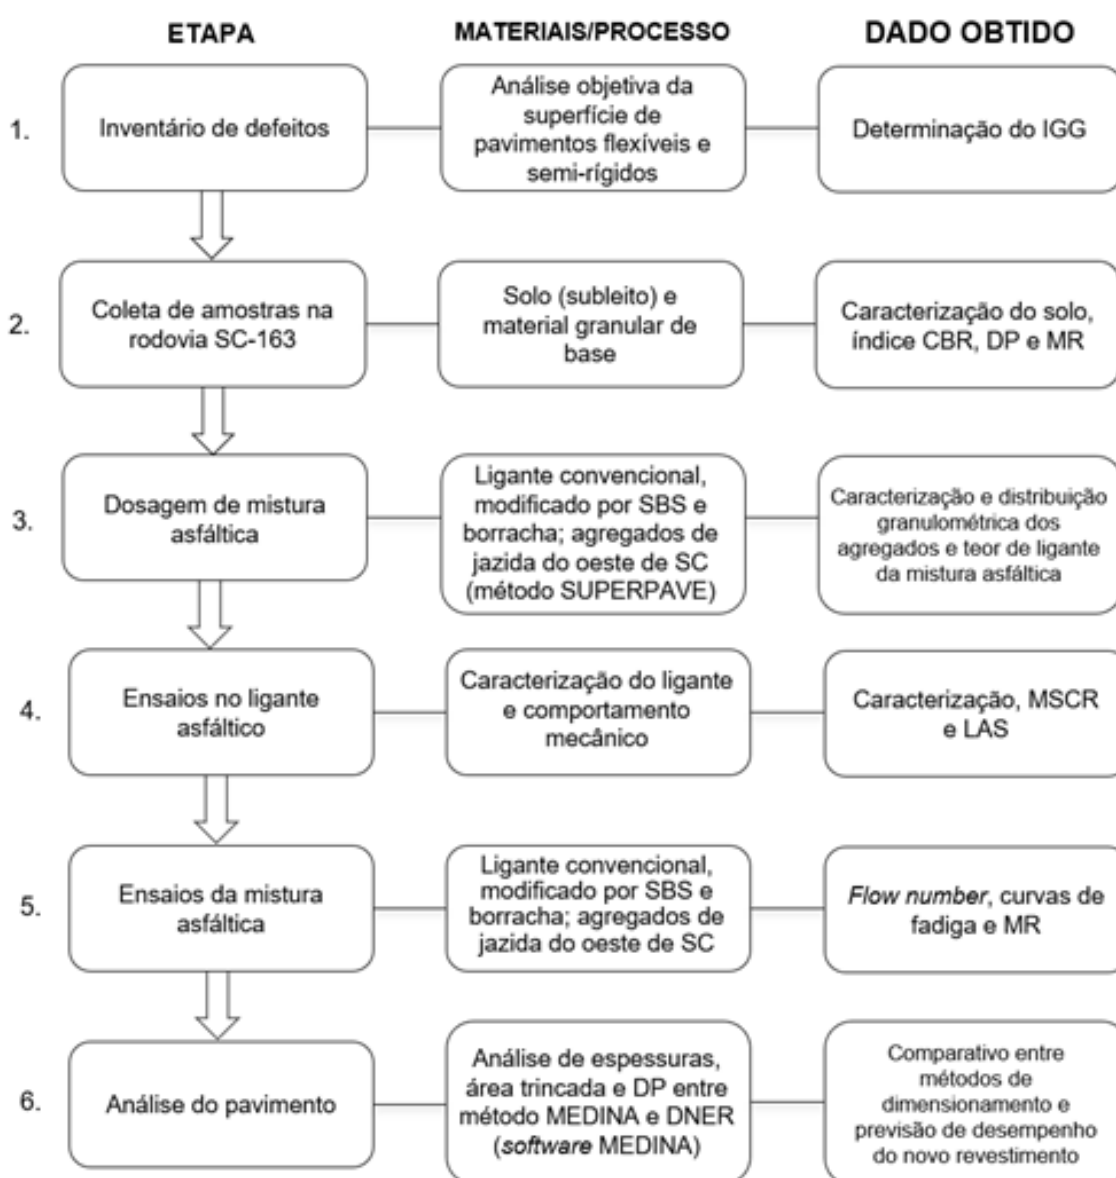 ETAPA
MATERIAIS/PROCESSO
DADO OBTIDO
1.
Inventário de defeitos
Análise objetiva da
superfície de
pavimentos flexíveis e
semi-rígidos
Determinação do IGG
2.
Coleta de amostras na
rodovia SC-163
Solo (subleito) e
material granular de
base
Caracterização do solo,
índice CBR, DP e MR
3.
Dosagem de mistura
asfáltica
Ligante convencional,
modificado por SBS e
borracha; agregados de
jazida do oeste de SC
(método SUPERPAVE)
Caracterização e distribuição
granulométrica dos
agregados e teor de ligante
da mistura asfáltica
4.
Ensaios no ligante
asfáltico
Caracterização do ligante
e comportamento
mecânico
Caracterização, MSCR
e LAS
5.
Ensaios da mistura
asfáltica
Ligante convencional,
modificado por SBS e
borracha; agregados de
jazida do oeste de SC
Flow number, curvas de
fadiga e MR
6.
Análise do pavimento
Análise de espessuras,
área trincada e DP entre
método MEDINA e DNER
(software MEDINA)
Comparativo entre
métodos de
dimensionamento e
previsão de desempenho
do novo revestimento